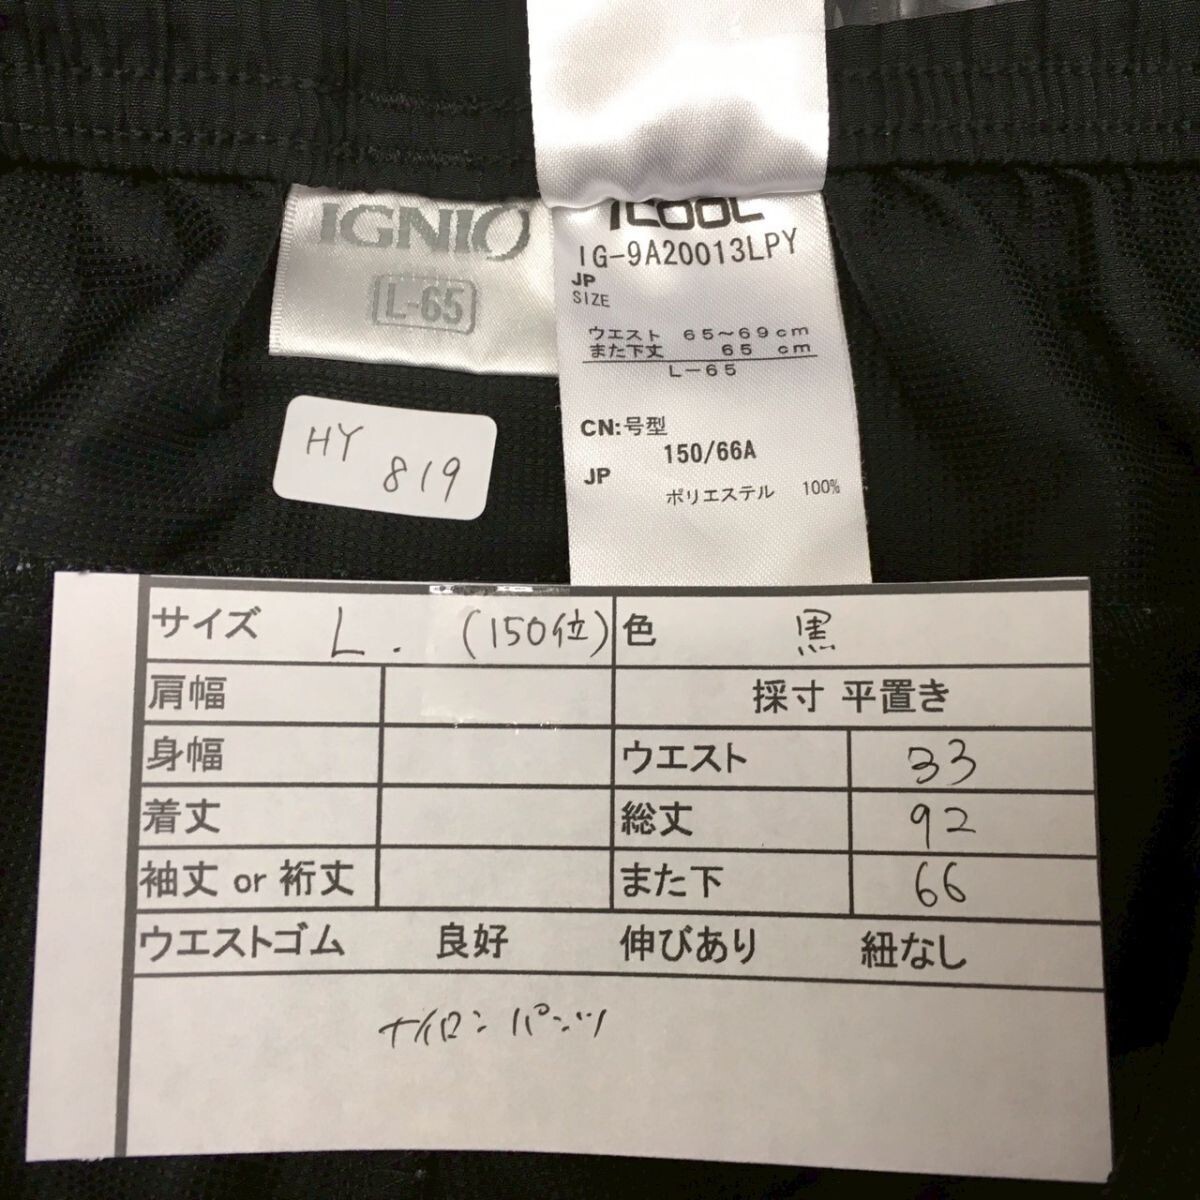 IGNIO
L-65
ICOOL
IG-9A20013LPY
JP
SIZE
ウエスト 65~69cm
また下丈 65 cm
L-65
CN:号型
150/66A
JP
ポリエステル 100%
HY
819
サイズ L. (150位) 色 黒
肩幅 採寸 平置き
身幅 ウエスト 33
着丈 総丈 92
袖丈 or 裄丈 また下 66
ウエストゴム 良好 伸びあり 紐なし
ナイロンパンツ